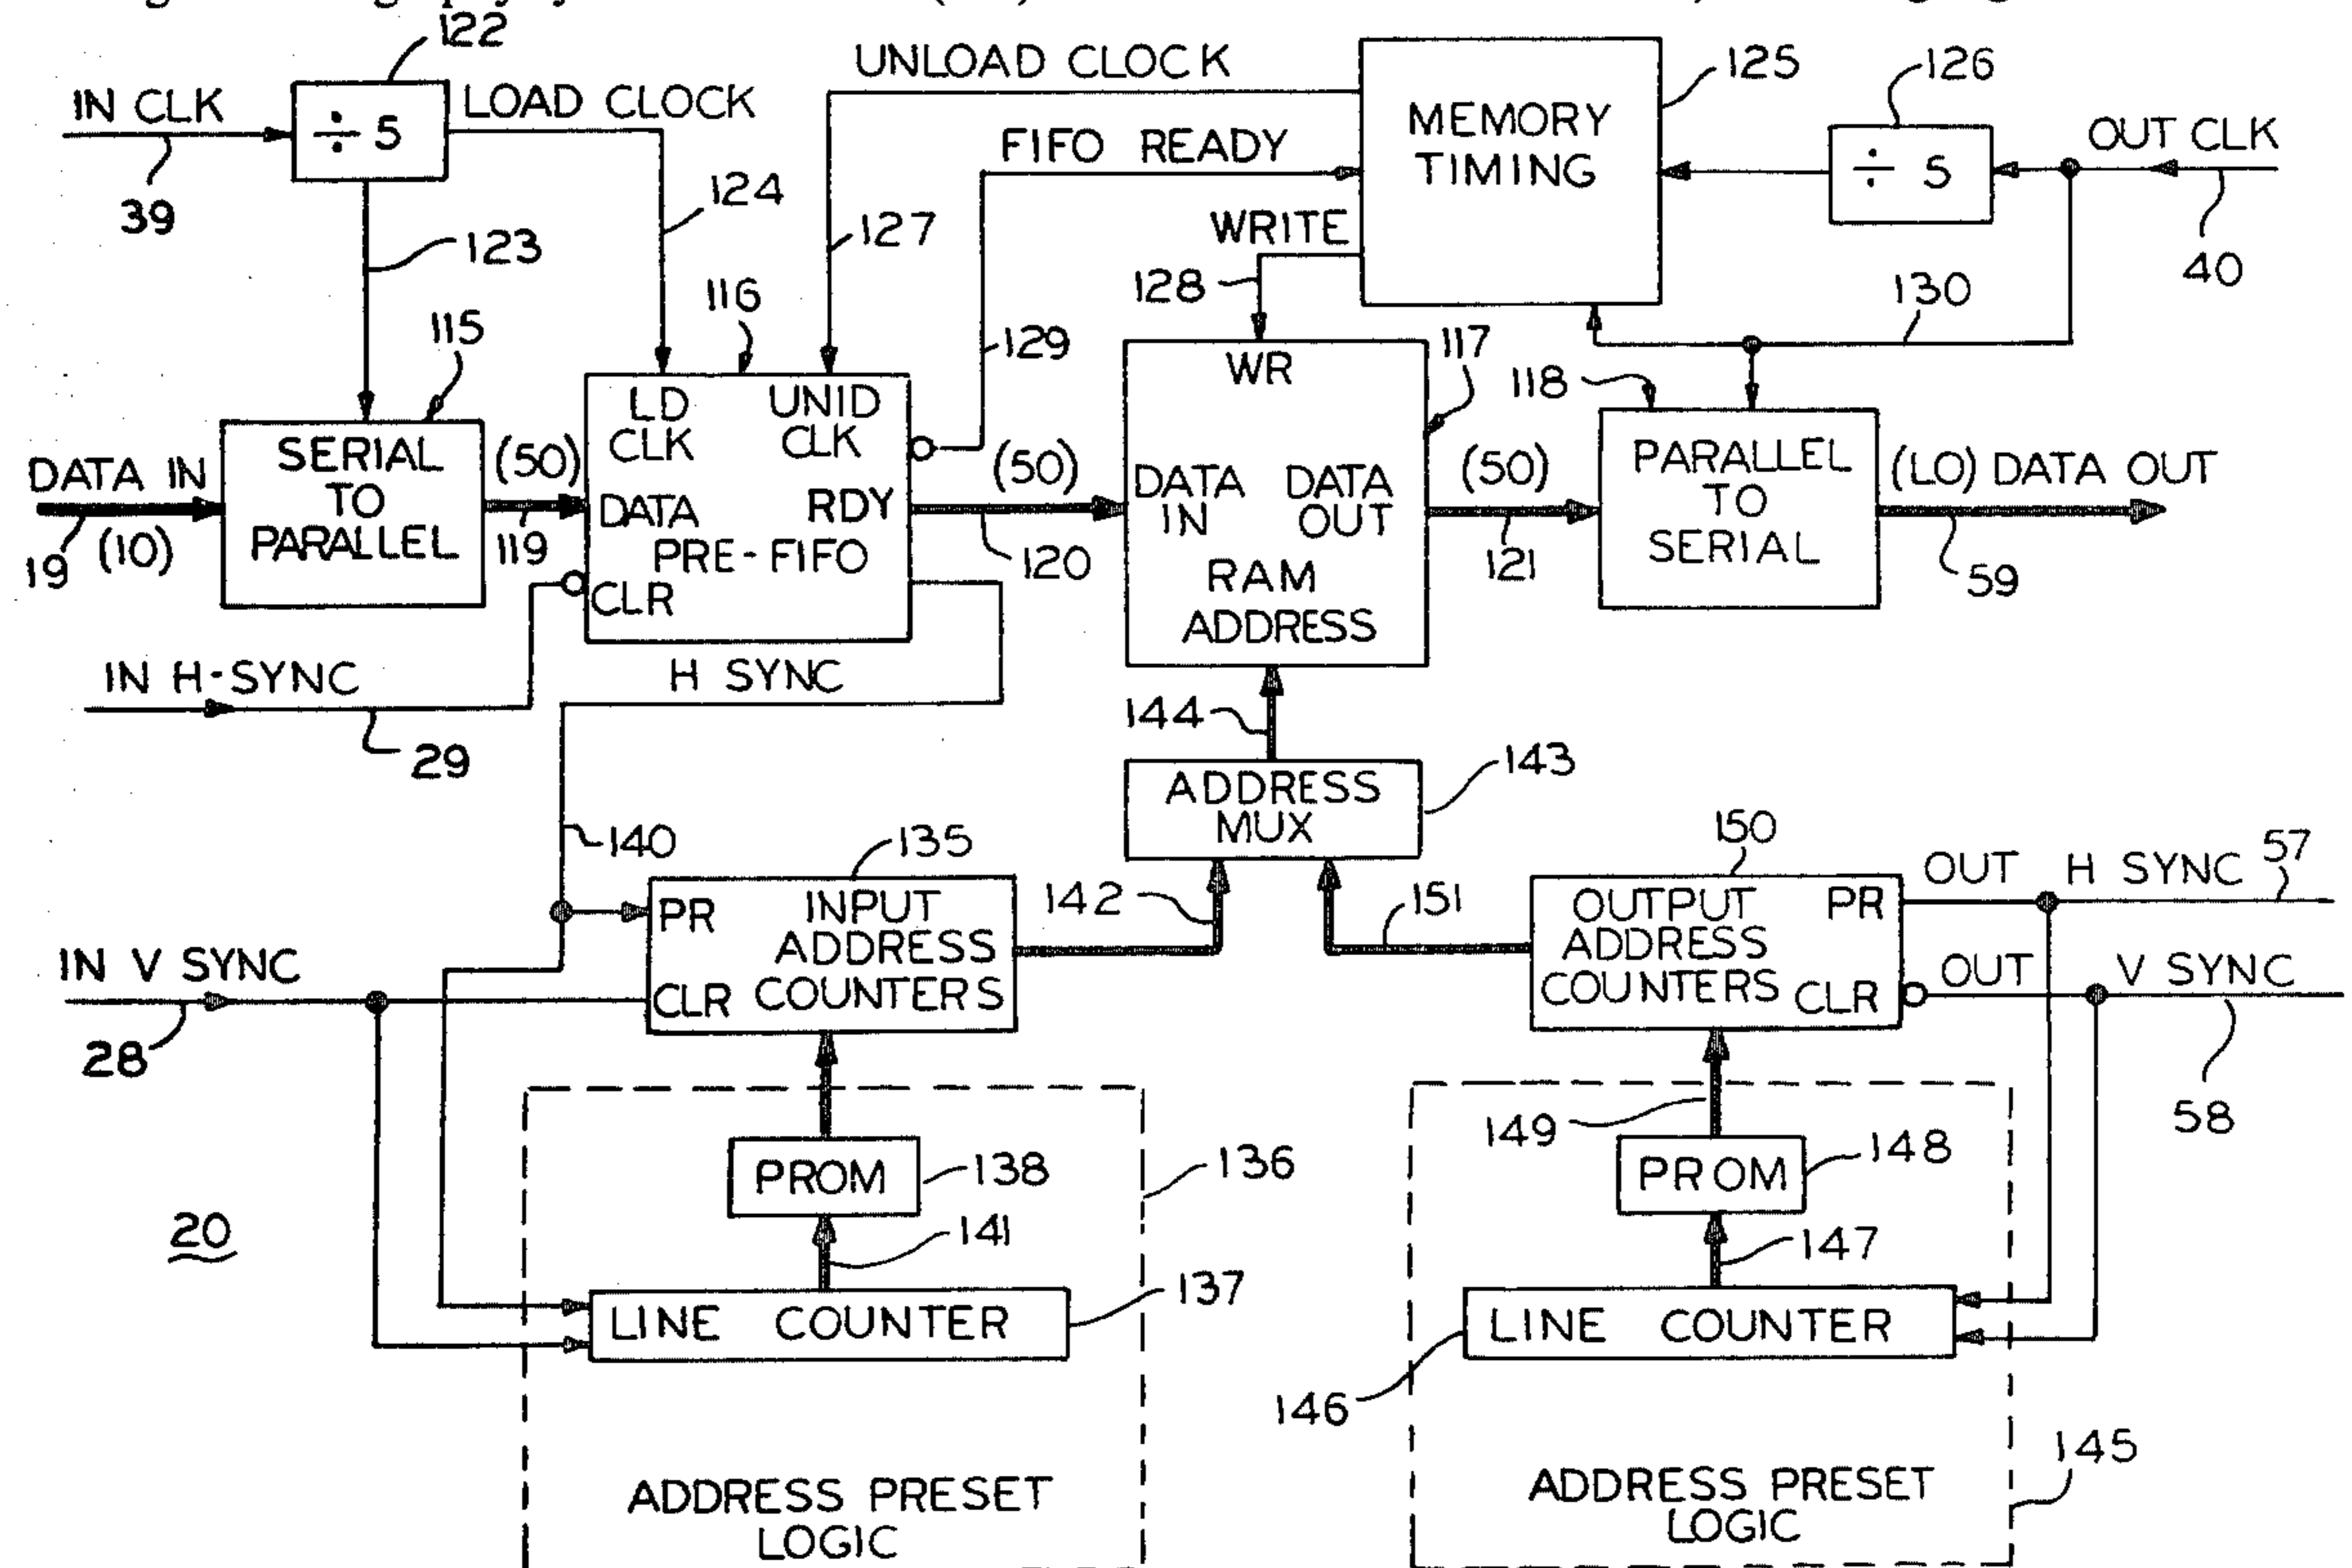 122
IN CLK
÷ 5
LOAD CLOCK
39
123
124
UNLOAD CLOCK
FIFO READY
127
WRITE
128
129
MEMORY
TIMING
125
126
÷ 5
OUT CLK
40
130
115
116
117
118
DATA IN
19
(10)
SERIAL
TO
PARALLEL
(50)
119
LD
CLK
UNID
CLK
DATA
RDY
PRE-FIFO
CLR
(50)
120
WR
DATA
IN
DATA
OUT
RAM
ADDRESS
(50)
121
PARALLEL
TO
SERIAL
(LO) DATA OUT
59
IN H-SYNC
29
H SYNC
144
ADDRESS
MUX
143
140
135
PR
INPUT
ADDRESS
COUNTERS
CLR
142
151
150
OUTPUT
ADDRESS
COUNTERS
PR
CLR
OUT H SYNC 57
OUT V SYNC
58
IN V SYNC
28
20
PROM
138
136
141
LINE COUNTER
137
ADDRESS PRESET
LOGIC
149
PROM
148
147
LINE COUNTER
146
145
ADDRESS PRESET
LOGIC